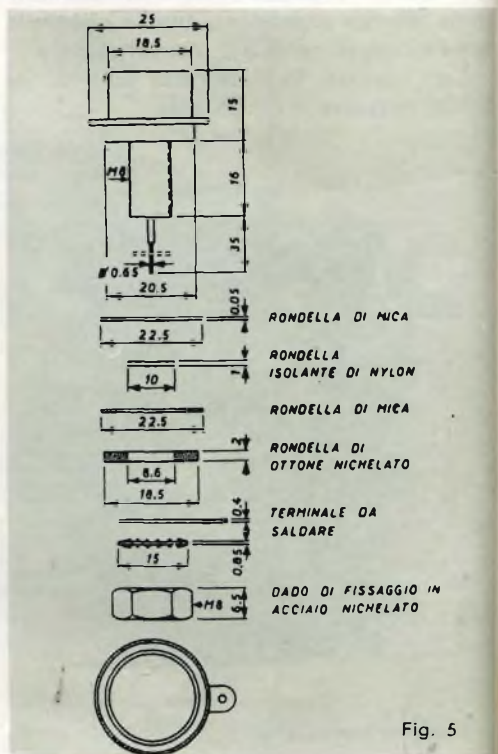 25
18,5
15
M8
16
35
Ø 0.65
20.5
0,05
RONDELLA DI MICA
22.5
RONDELLA
ISOLANTE DI NYLON
1
10
RONDELLA DI MICA
22.5
2
RONDELLA DI
OTTONE NICHELATO
8.6
18,5
0,4
TERMINALE DA
SALDARE
15
0,85
DADO DI FISSAGGIO IN
ACCIAIO NICHELATO
M8
6,5
Fig. 5